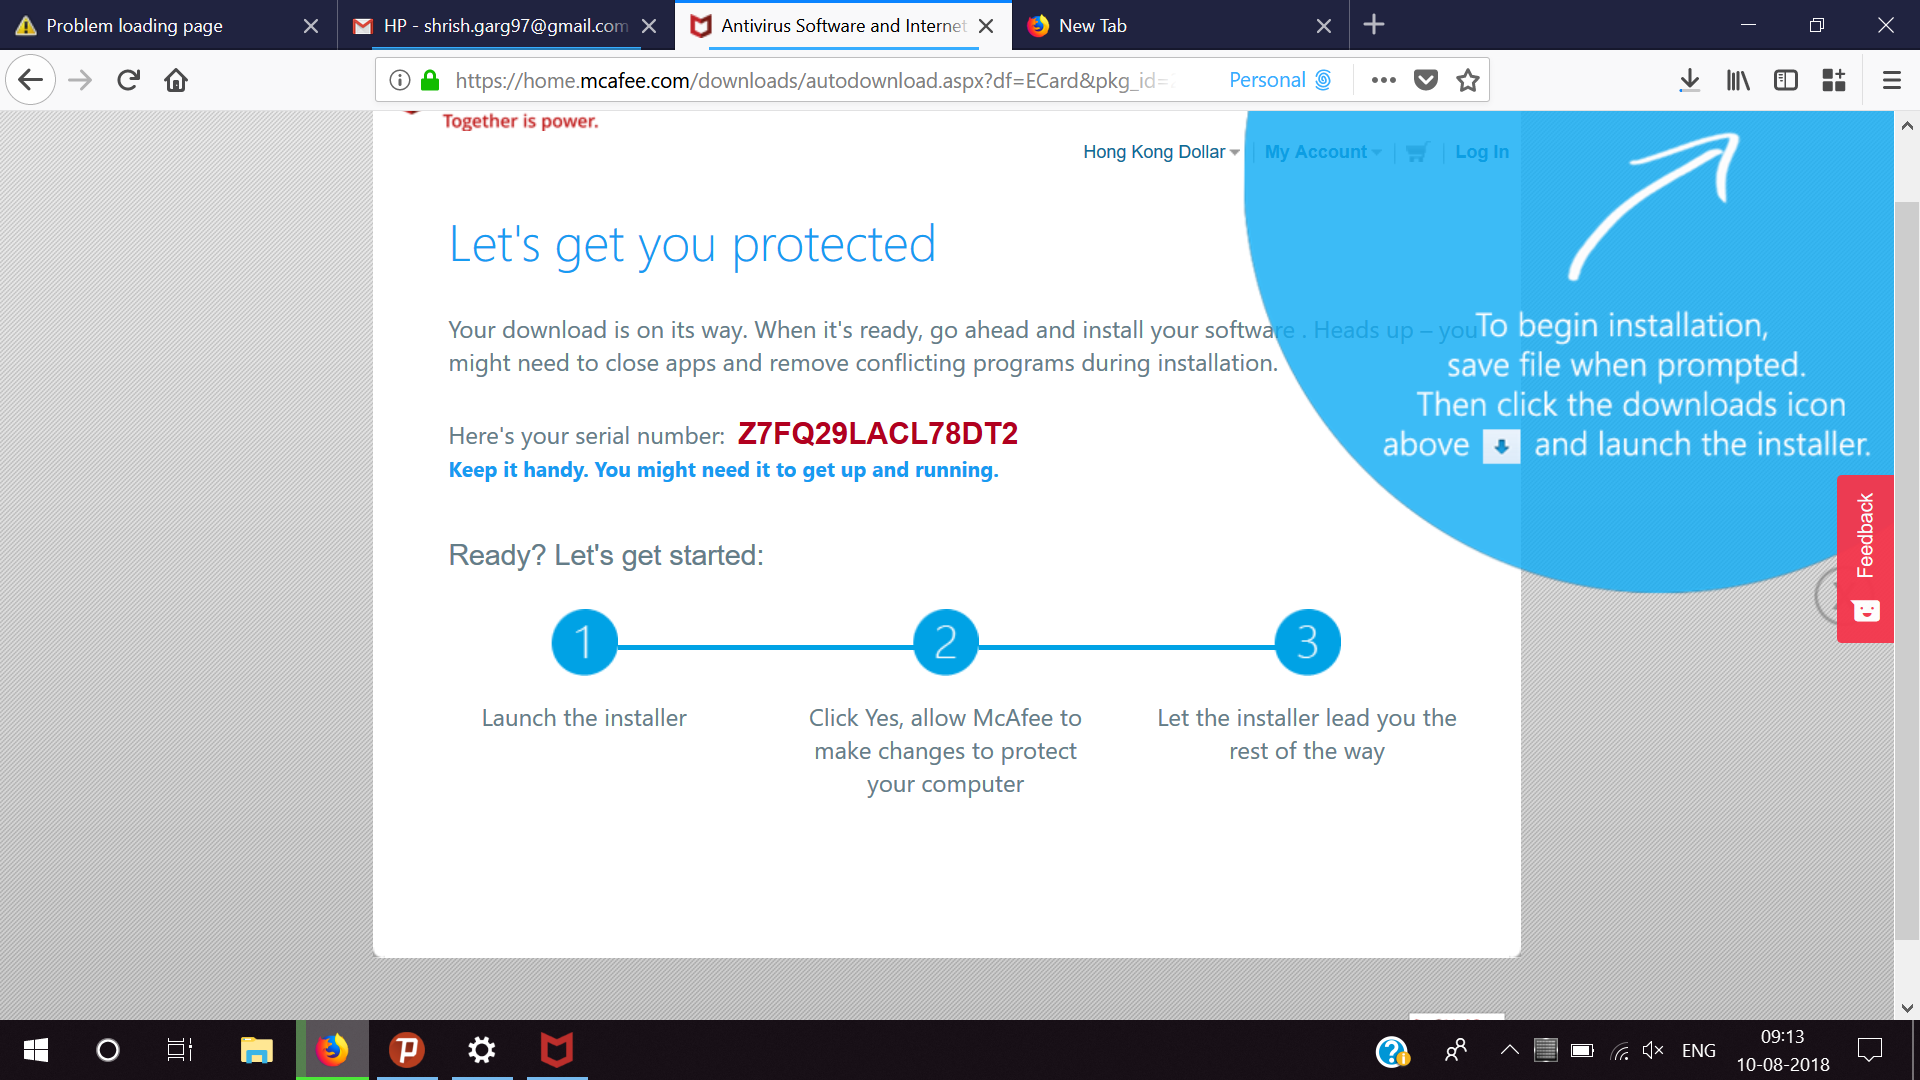 Problem loading page
HP - shrish.garg97@gmail.com
Antivirus Software and Internet
New Tab
https://home.mcafee.com/downloads/autodownload.aspx?df=ECard&pkg_id=
Personal
Together is power.
Hong Kong Dollar
My Account
Log In
Let's get you protected
Your download is on its way. When it's ready, go ahead and install your software . Heads up – you
might need to close apps and remove conflicting programs during installation.
To begin installation,
save file when prompted.
Then click the downloads icon
above and launch the installer.
Here's your serial number: Z7FQ29LACL78DT2
Keep it handy. You might need it to get up and running.
Feedback
Ready? Let's get started:
1
2
3
Launch the installer
Click Yes, allow McAfee to
make changes to protect
your computer
Let the installer lead you the
rest of the way
ENG
09:13
10-08-2018